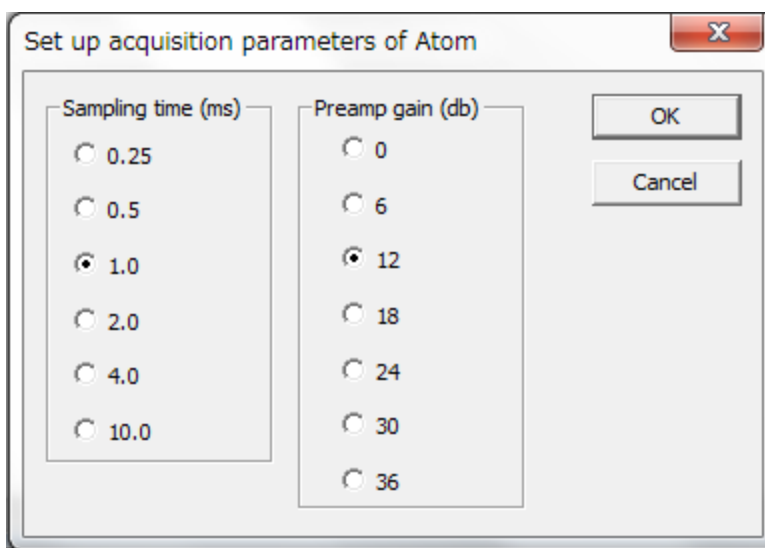 Set up acquisition parameters of Atom
Sampling time (ms)
0.25
0.5
1.0
2.0
4.0
10.0
Preamp gain (db)
0
6
12
18
24
30
36
OK
Cancel